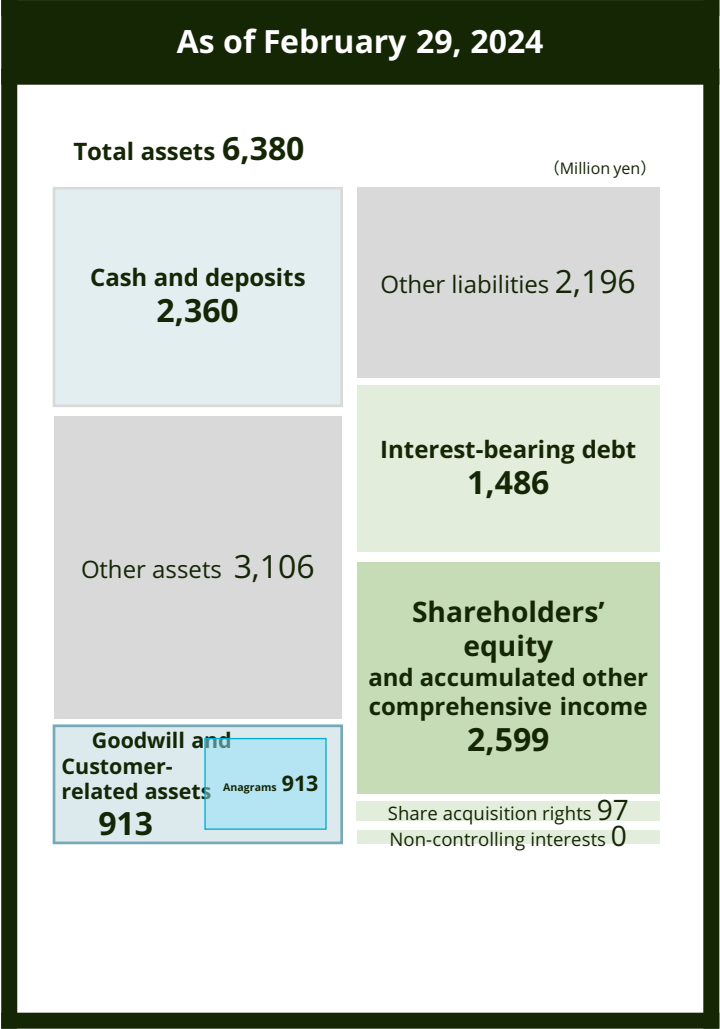 As of February 29, 2024
Total assets 6,380
（Million yen）
Cash and deposits
2,360
Other assets 3,106
Goodwill and
Customer-
related assets
913
Anagrams 913
Other liabilities 2,196
Interest-bearing debt
1,486
Shareholders’
equity
and accumulated other
comprehensive income
2,599
Share acquisition rights 97
Non-controlling interests 0